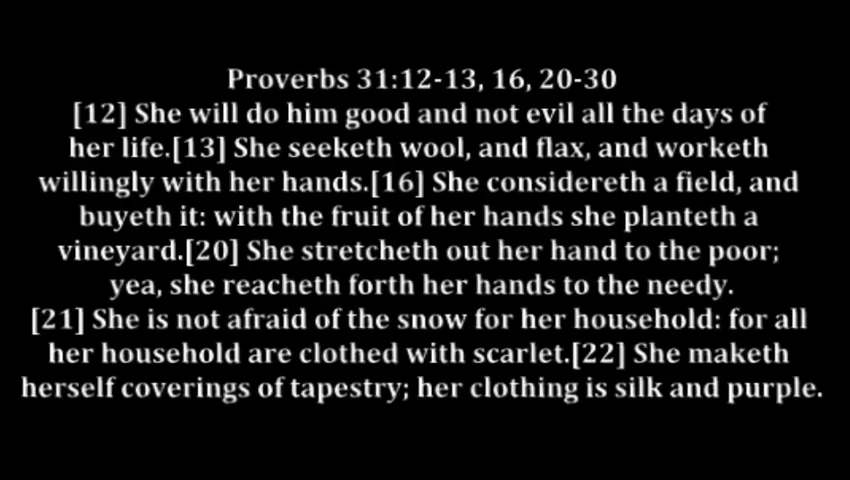 Proverbs 31:12-13, 16, 20-30
[12] She will do him good and not evil all the days of
her life.[13] She seeketh wool, and flax, and worketh
willingly with her hands.[16] She considereth a field, and
buyeth it: with the fruit of her hands she planteth a
vineyard.[20] She stretcheth out her hand to the poor;
yea, she reacheth forth her hands to the needy.
[21] She is not afraid of the snow for her household: for all
her household are clothed with scarlet.[22] She maketh
herself coverings of tapestry; her clothing is silk and purple.